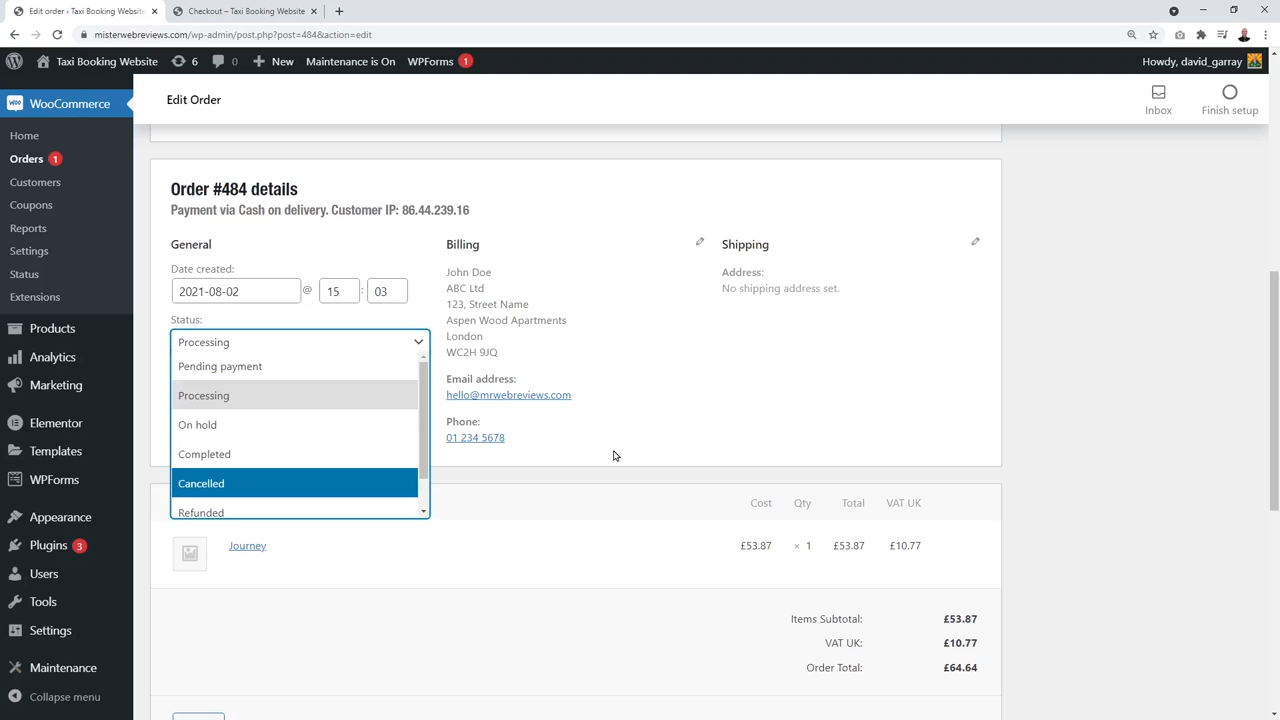 Edit order ‹ Taxi Booking Website
Checkout – Taxi Booking Website
misterwebreviews.com/wp-admin/post.php?post=484&action=edit
Taxi Booking Website
6
0
New
Maintenance is On
WPForms
1
Howdy, david_garray
WooCommerce
Edit Order
Inbox
Finish setup
Home
Orders 1
Customers
Coupons
Reports
Settings
Status
Extensions
Products
Analytics
Marketing
Elementor
Templates
WPForms
Appearance
Plugins 3
Users
Tools
Settings
Maintenance
Collapse menu
Order #484 details
Payment via Cash on delivery. Customer IP: 86.44.239.16
General
Date created:
2021-08-02 @ 15 : 03
Status:
Processing
Pending payment
Processing
On hold
Completed
Cancelled
Refunded
Billing
John Doe
ABC Ltd
123, Street Name
Aspen Wood Apartments
London
WC2H 9JQ
Email address:
hello@mrwebreviews.com
Phone:
01 234 5678
Shipping
Address:
No shipping address set.
Cost Qty Total VAT UK
Journey £53.87 × 1 £53.87 £10.77
Items Subtotal: £53.87
VAT UK: £10.77
Order Total: £64.64